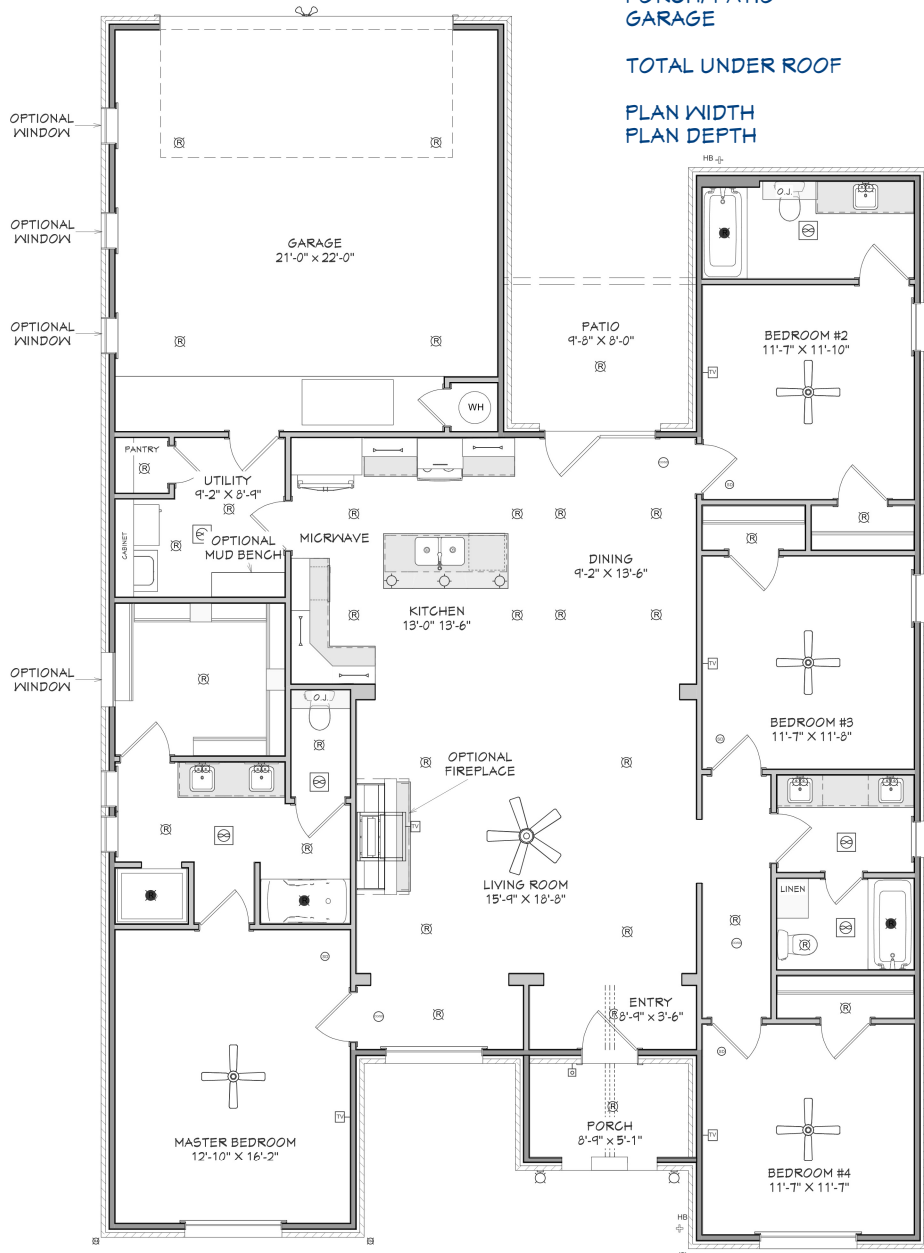 GARAGE
TOTAL UNDER ROOF
PLAN WIDTH
PLAN DEPTH
OPTIONAL
WINDOW
HB
O.J.
OPTIONAL
WINDOW
GARAGE
21'-0" x 22'-0"
OPTIONAL
WINDOW
PATIO
9'-8" X 8'-0"
BEDROOM #2
11'-7" X 11'-10"
TV
WH
PANTRY
UTILITY
9'-2" X 8'-9"
CABINET
OPTIONAL
MUD BENCH
MICRWAVE
DINING
9'-2" X 13'-6"
KITCHEN
13'-0" 13'-6"
OPTIONAL
WINDOW
TV
O.J.
BEDROOM #3
11'-7" X 11'-8"
OPTIONAL
FIREPLACE
TV
LIVING ROOM
15'-9" X 18'-8"
LINEN
ENTRY
8'-9" x 3'-6"
MASTER BEDROOM
12'-10" X 16'-2"
TV
PORCH
8'-9" x 5'-1"
TV
BEDROOM #4
11'-7" X 11'-7"
HB